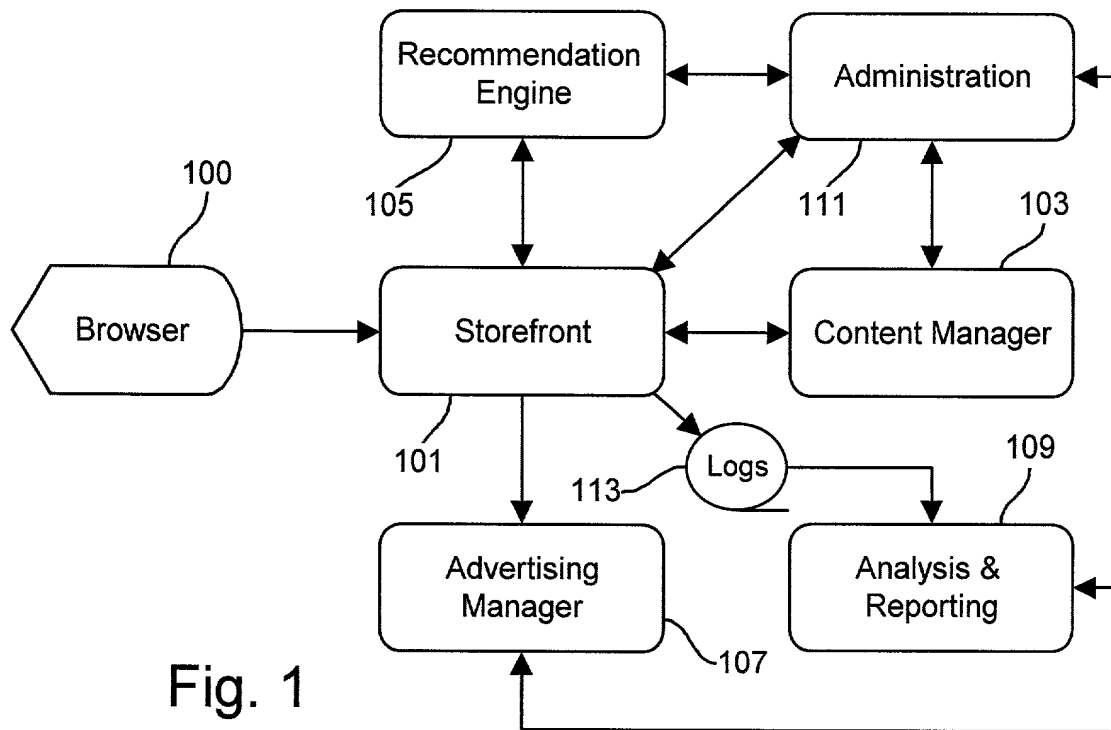 Recommendation
Engine
Administration
100
105
111
103
Browser
Storefront
Content Manager
101
113
Logs
109
Advertising
Manager
Analysis &
Reporting
107
Fig. 1